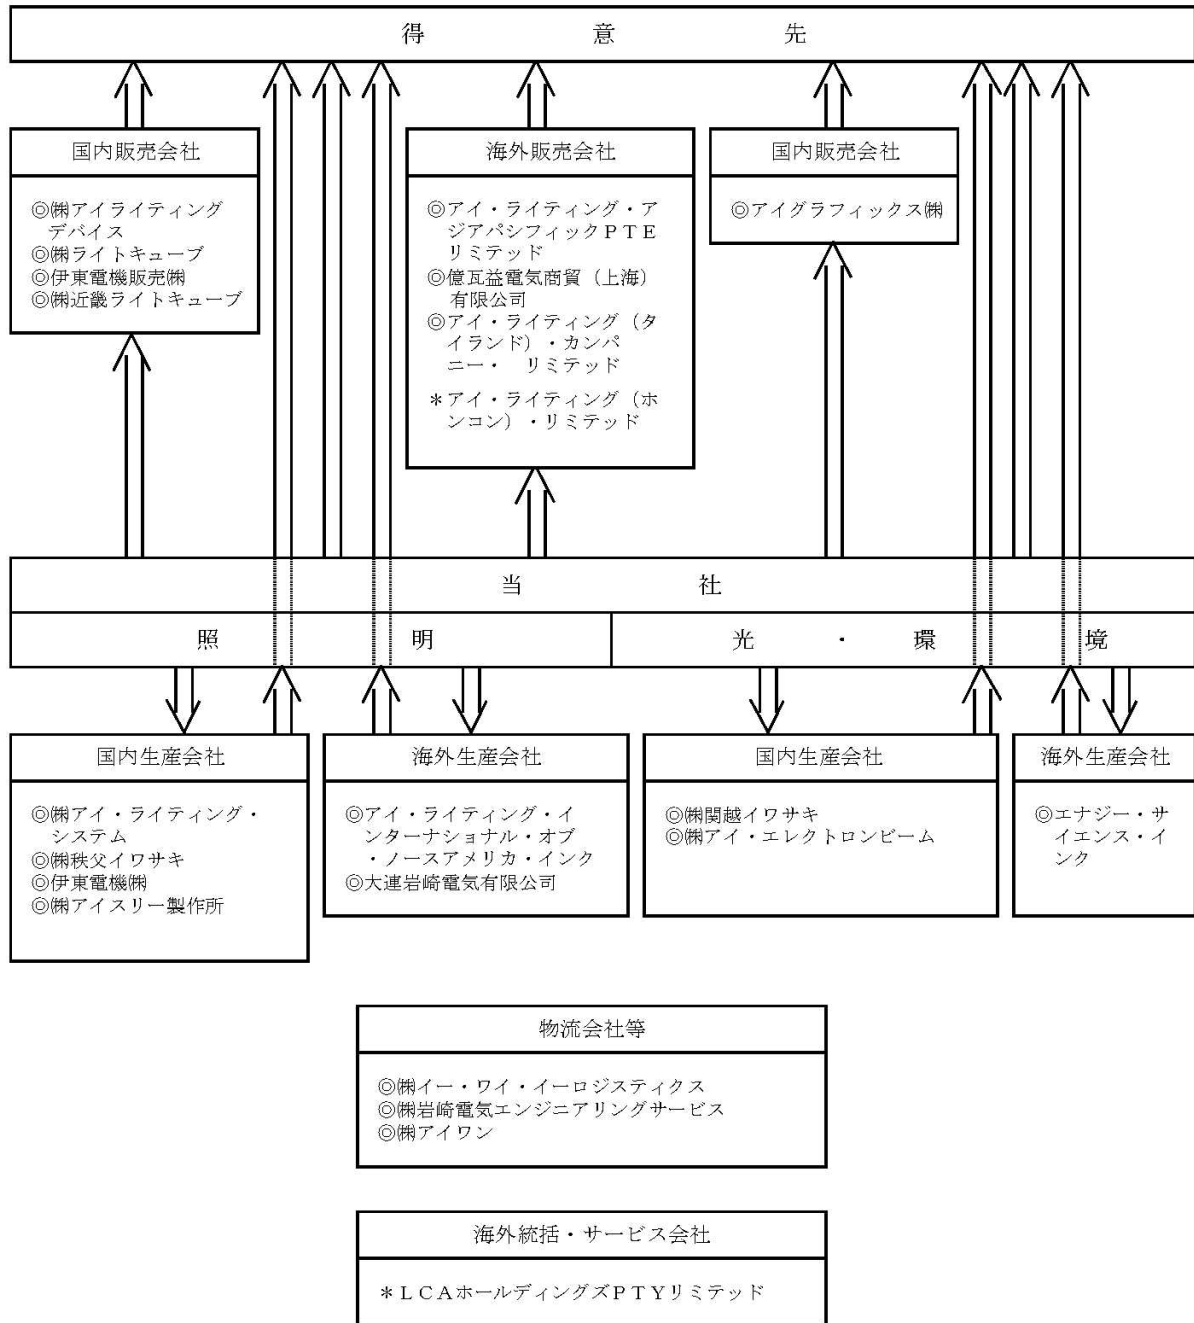 得意先
国内販売会社
◎㈱アイライティング
デバイス
◎㈱ライトキューブ
◎伊東電機販売㈱
◎㈱近畿ライトキューブ
海外販売会社
◎アイ・ライティング・ア
ジアパシフィックＰＴＥ
リミテッド
◎億瓦益電気商貿（上海）
有限公司
◎アイ・ライティング（タ
イランド）・カンパ
ニー・　リミテッド
＊アイ・ライティング（ホ
ンコン）・リミテッド
国内販売会社
◎アイグラフィックス㈱
当社
照明
光・環境
国内生産会社
◎㈱アイ・ライティング・
システム
◎㈱秩父イワサキ
◎伊東電機㈱
◎㈱アイスリー製作所
海外生産会社
◎アイ・ライティング・イ
ンターナショナル・オブ
・ノースアメリカ・インク
◎大連岩崎電気有限公司
国内生産会社
◎㈱関越イワサキ
◎㈱アイ・エレクトロンビーム
海外生産会社
◎エナジー・サ
イエンス・イ
ンク
物流会社等
◎㈱イー・ワイ・イーロジスティクス
◎㈱岩崎電気エンジニアリングサービス
◎㈱アイワン
海外統括・サービス会社
＊ＬＣＡホールディングズＰＴＹリミテッド